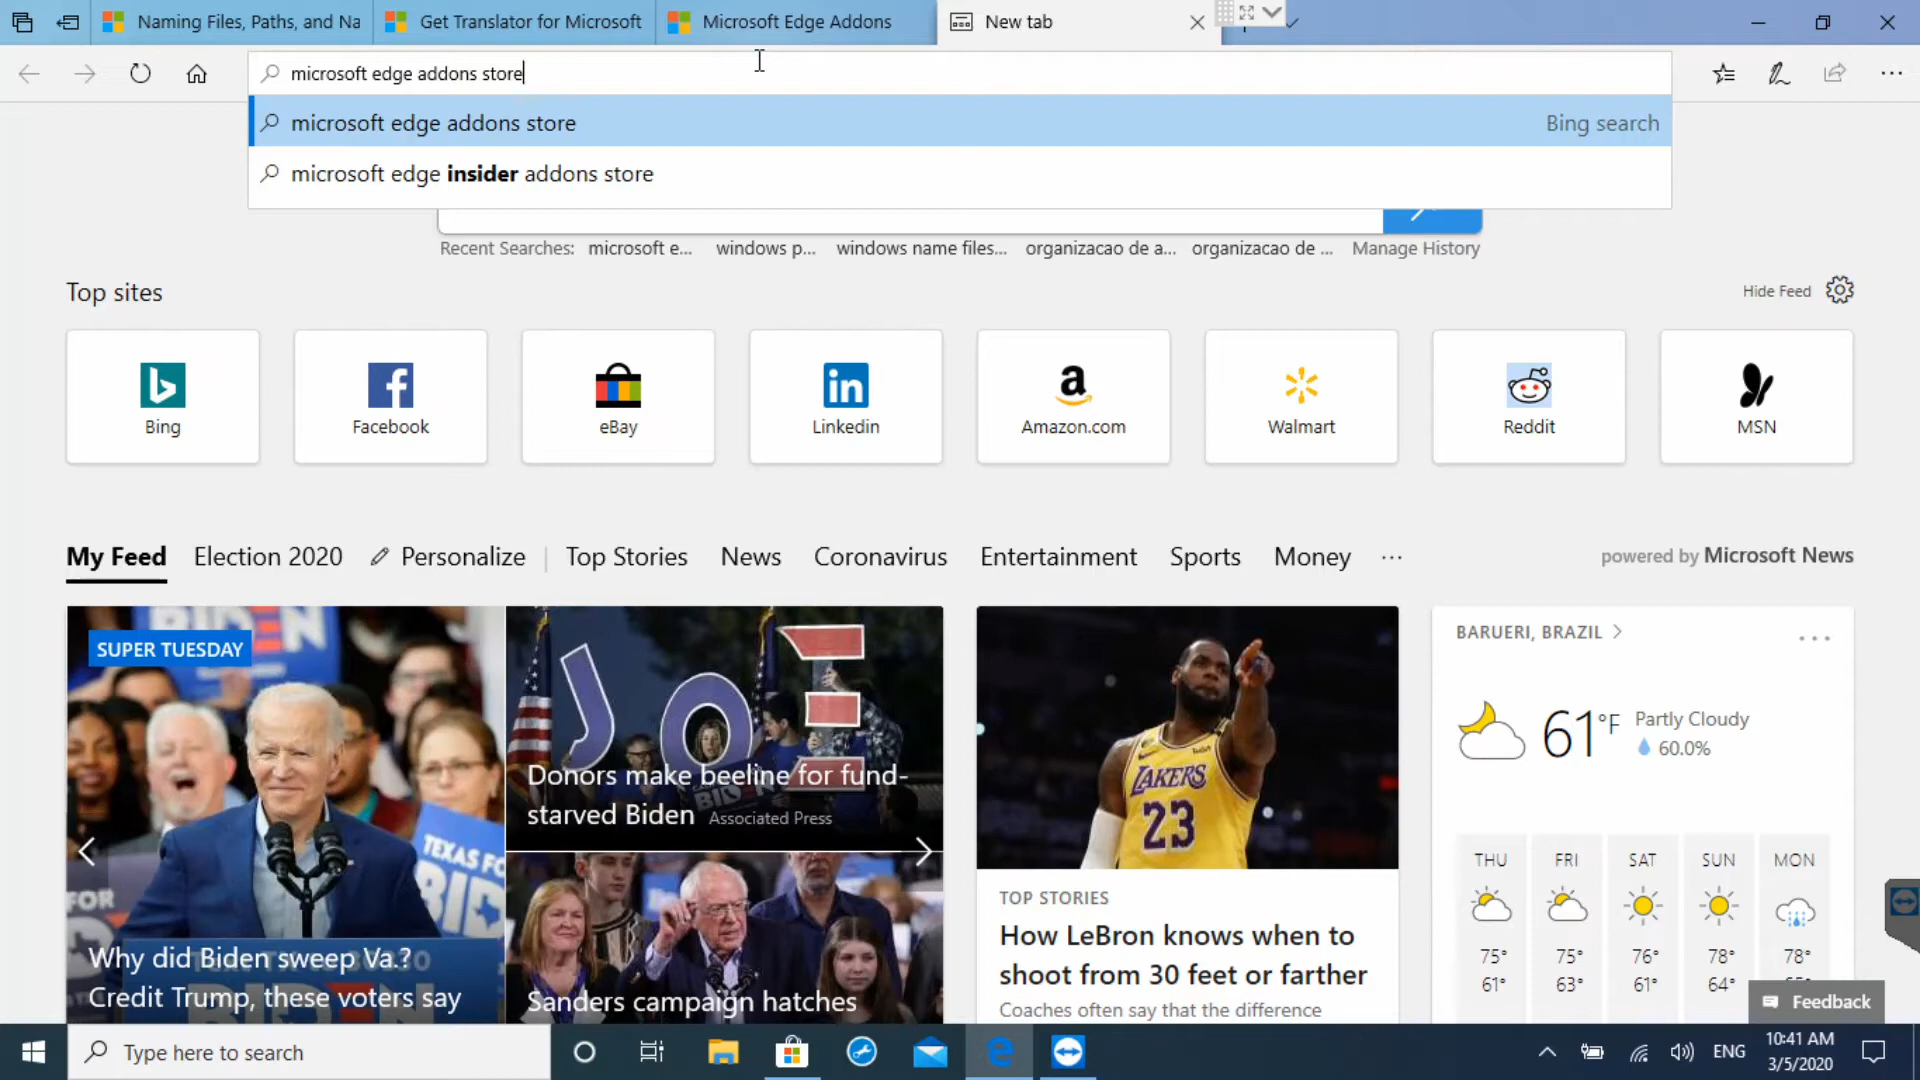 Naming Files, Paths, and Na
Get Translator for Microsoft
Microsoft Edge Addons
New tab
microsoft edge addons store
microsoft edge addons store
Bing search
microsoft edge insider addons store
Recent Searches:
microsoft e...
windows p...
windows name files...
organizacao de a...
organizacao de ...
Manage History
Top sites
Hide Feed
Bing
Facebook
eBay
Linkedin
Amazon.com
Walmart
Reddit
MSN
My Feed
Election 2020
Personalize
Top Stories
News
Coronavirus
Entertainment
Sports
Money
...
powered by Microsoft News
SUPER TUESDAY
Why did Biden sweep Va.?
Credit Trump, these voters say
JOE
Donors make beeline for fund-
starved Biden Associated Press
Sanders campaign hatches
LAKERS
23
TOP STORIES
How LeBron knows when to
shoot from 30 feet or farther
Coaches often say that the difference
BARUERI, BRAZIL
61°F
Partly Cloudy
60.0%
THU
FRI
SAT
SUN
MON
75°
75°
76°
78°
78°
61°
63°
61°
64°
Feedback
Type here to search
ENG
10:41 AM
3/5/2020